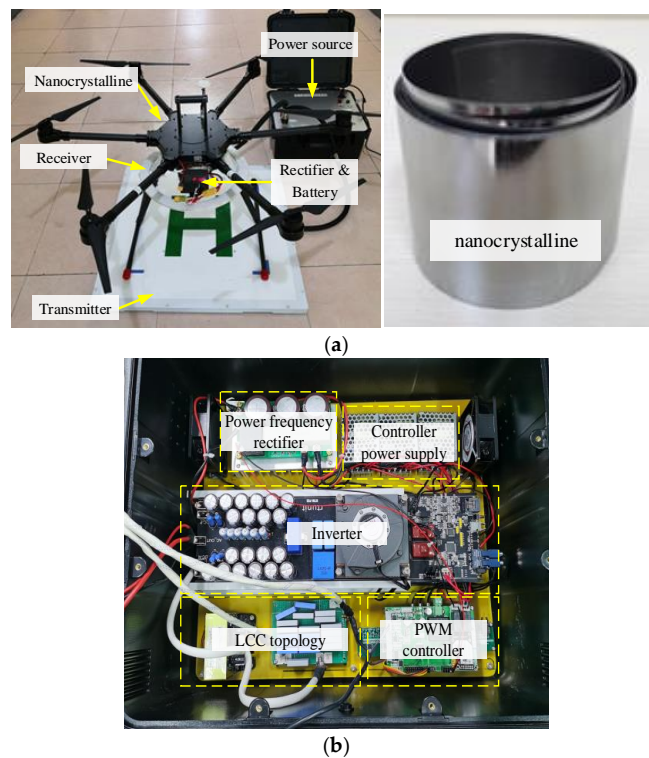 Power source
Nanocrystalline
Receiver
Rectifier &
Battery
H
Transmitter
nanocrystalline
(a)
Power frequency
rectifier
Controller
power supply
Inverter
LCC topology
PWM
controller
(b)